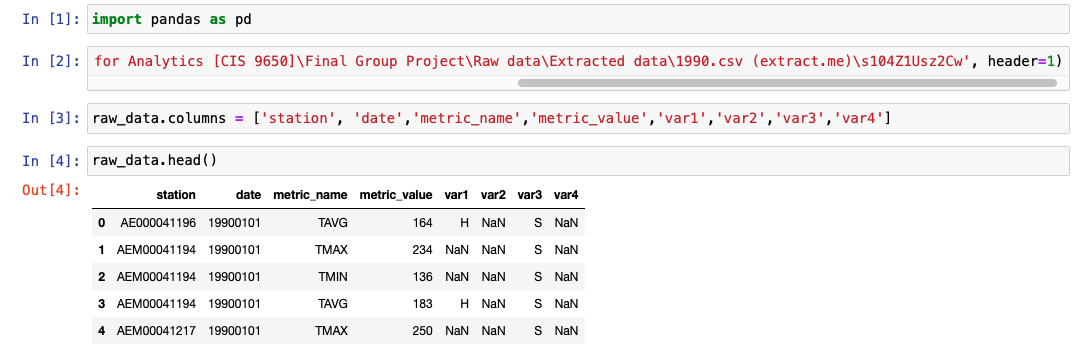 In [1]: import pandas as pd
In [2]: for Analytics [CIS 9650]\Final Group Project\Raw data\Extracted data\1990.csv (extract.me)\s104Z1Usz2Cw', header=1)
In [3]: raw_data.columns = ['station', 'date','metric_name','metric_value','var1','var2','var3','var4']
In [4]: raw_data.head()
Out[4]:
station date metric_name metric_value var1 var2 var3 var4
0 AE000041196 19900101 TAVG 164 H NaN S NaN
1 AEM00041194 19900101 TMAX 234 NaN NaN S NaN
2 AEM00041194 19900101 TMIN 136 NaN NaN S NaN
3 AEM00041194 19900101 TAVG 183 H NaN S NaN
4 AEM00041217 19900101 TMAX 250 NaN NaN S NaN